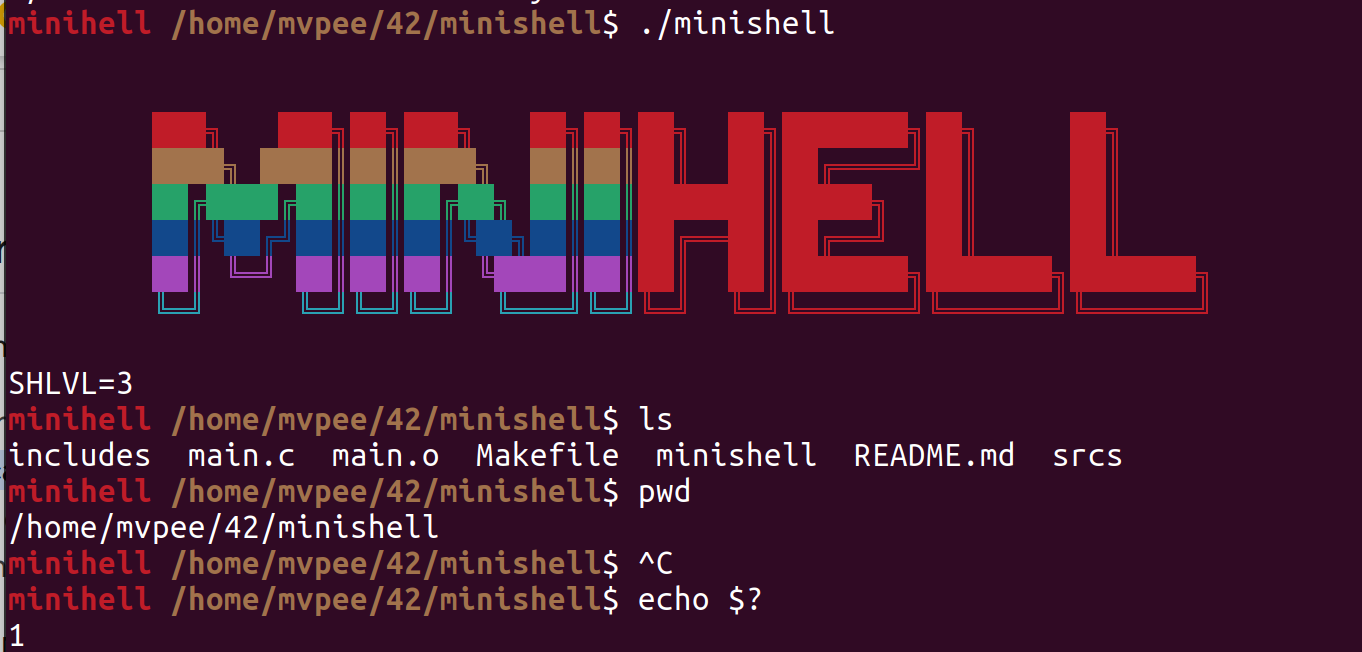 minihell /home/mvpee/42/minishell$ ./minishell
MINIHELL
SHLVL=3
minihell /home/mvpee/42/minishell$ ls
includes  main.c  main.o  Makefile  minishell  README.md  srcs
minihell /home/mvpee/42/minishell$ pwd
/home/mvpee/42/minishell
minihell /home/mvpee/42/minishell$ ^C
minihell /home/mvpee/42/minishell$ echo $?
1